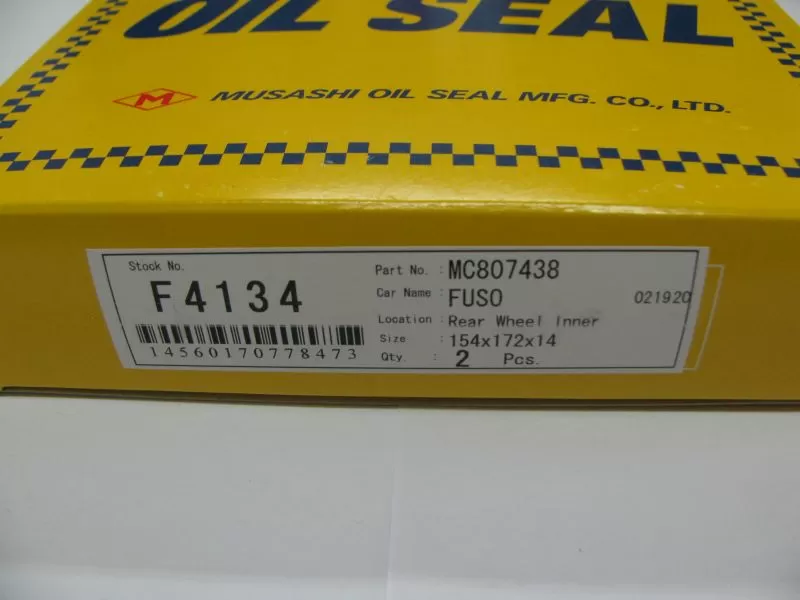 OIL SEAL
M MUSASHI OIL SEAL MFG. CO., LTD.
Stock No.
F4134
14560170778473
Part No. : MC807438
Car Name : FUSO
021920
Location : Rear Wheel Inner
Size : 154x172x14
Qty. : 2 Pcs.